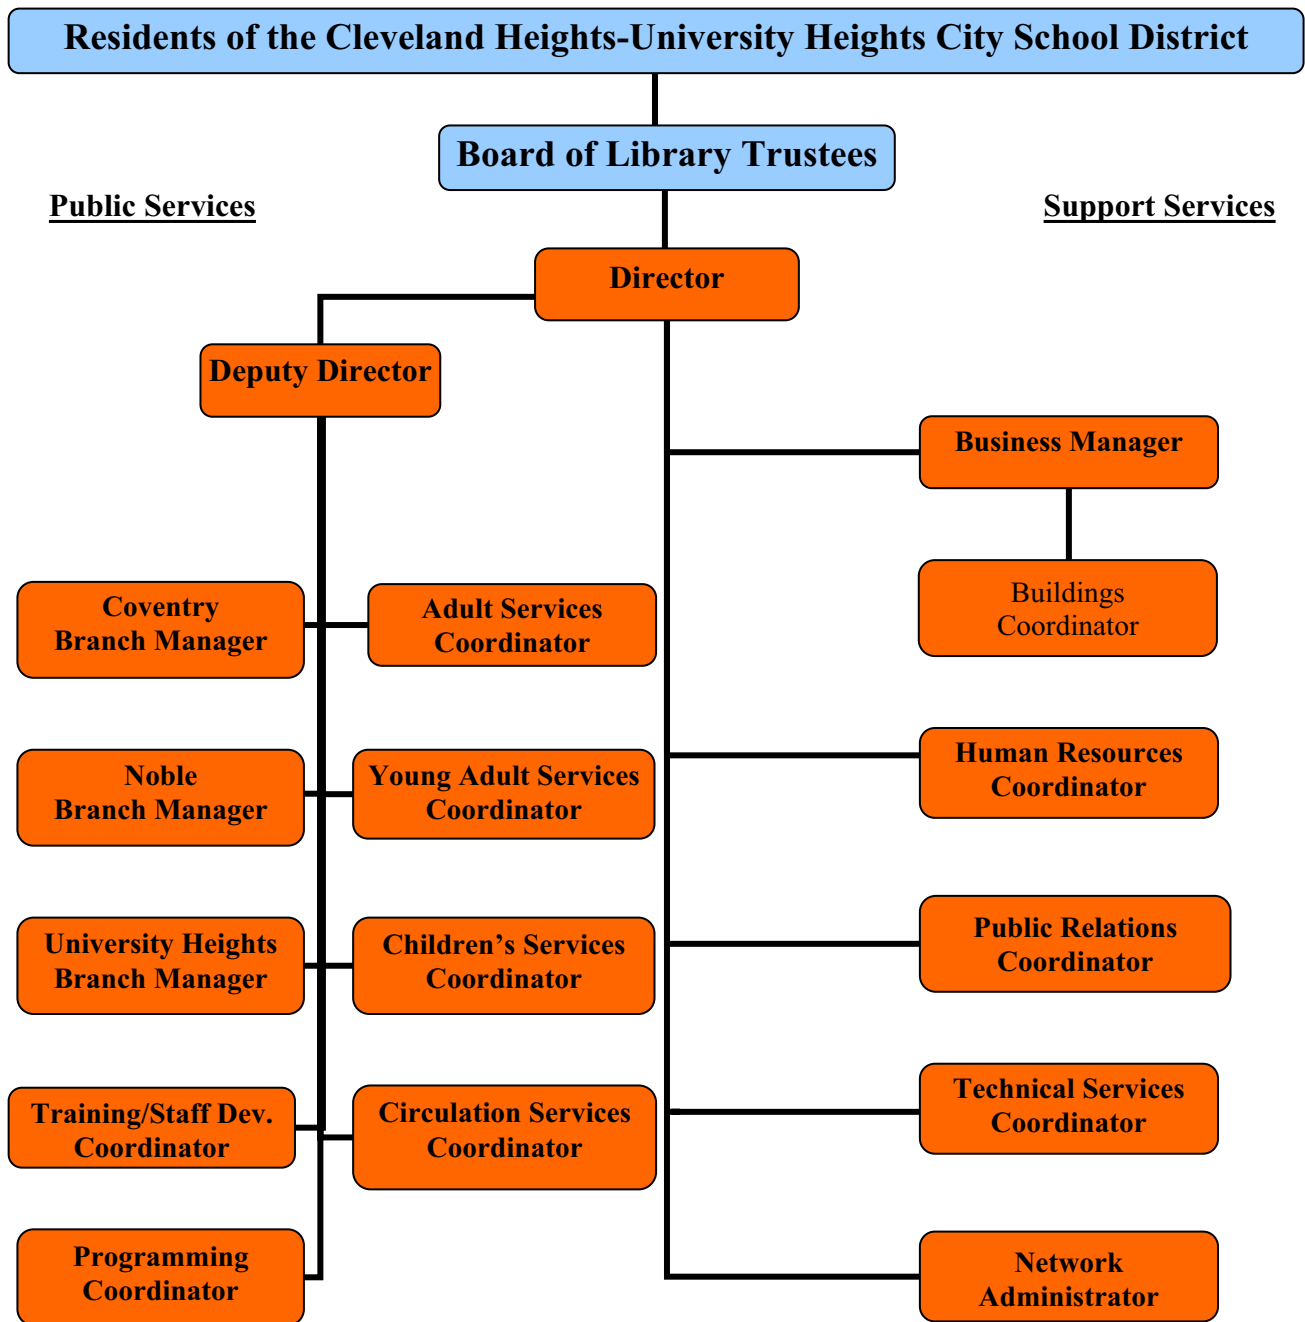 Residents of the Cleveland Heights-University Heights City School District
Board of Library Trustees
Public Services
Support Services
Director
Deputy Director
Business Manager
Buildings
Coordinator
Coventry
Branch Manager
Adult Services
Coordinator
Noble
Branch Manager
Young Adult Services
Coordinator
Human Resources
Coordinator
University Heights
Branch Manager
Children’s Services
Coordinator
Public Relations
Coordinator
Training/Staff Dev.
Coordinator
Circulation Services
Coordinator
Technical Services
Coordinator
Programming
Coordinator
Network
Administrator